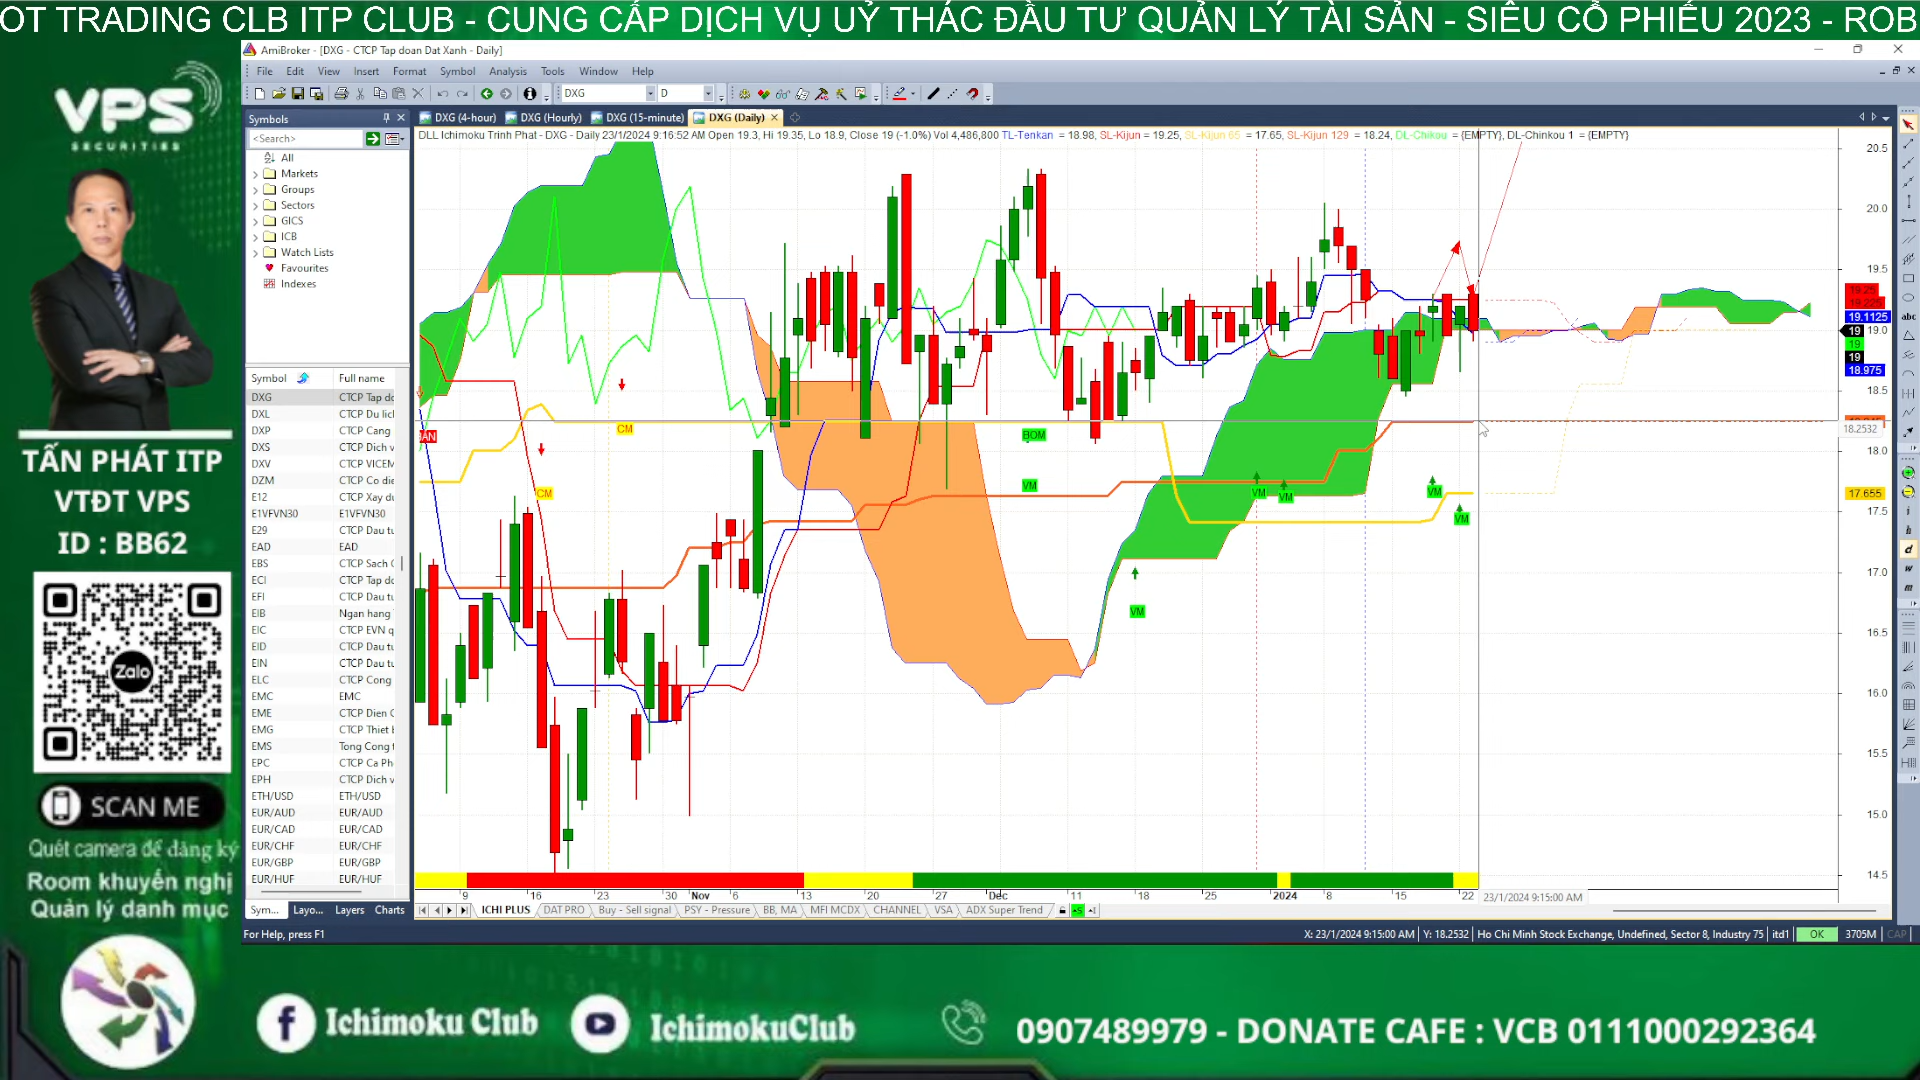 OT TRADING CLB ITP CLUB - CUNG CẤP DỊCH VỤ UỶ THÁC ĐẦU TƯ QUẢN LÝ TÀI SẢN - SIÊU CỔ PHIẾU 2023 - ROB
VPS
SECURITIES
TẤN PHÁT ITP
VTĐT VPS
ID : BB62
Zalo
SCAN ME
Quét camera để đăng ký
Room khuyến nghị
Quản lý danh mục
AmiBroker - [DXG - CTCP Tap doan Dat Xanh - Daily]
File Edit View Insert Format Symbol Analysis Tools Window Help
DXG D
Symbols
<Search>
All
Markets
Groups
Sectors
GICS
ICB
Watch Lists
Favourites
Indexes
Symbol Full name
DXG CTCP Tap do
DXL CTCP Du lic
DXP CTCP Cang
DXS CTCP Dich v
DXV CTCP VICEM
DZM CTCP Co die
E12 CTCP Xay du
E1VFVN30 E1VFVN30
E29 CTCP Dau tu
EAD EAD
EBS CTCP Sach G
ECI CTCP Tap do
EFI CTCP Dau tu
EIB Ngan hang
EIC CTCP EVN q
EID CTCP Dau tu
EIN CTCP Dau tu
ELC CTCP Cong
EMC EMC
EME CTCP Dien C
EMG CTCP Thiet b
EMS Tong Cong t
EPC CTCP Ca Ph
EPH CTCP Dich v
ETH/USD ETH/USD
EUR/AUD EUR/AUD
EUR/CAD EUR/CAD
EUR/CHF EUR/CHF
EUR/GBP EUR/GBP
EUR/HUF EUR/HUF
Sym... Layo... Layers Charts
DXG (4-hour) DXG (Hourly) DXG (15-minute) DXG (Daily)
DLL Ichimoku Trinh Phat - DXG - Daily 23/1/2024 9:16:52 AM Open 19.3, Hi 19.35, Lo 18.9, Close 19 (-1.0%) Vol 4,486,800 TL-Tenkan = 18.98, SL-Kijun = 19.25, SL-Kijun 65 = 17.65, SL-Kijun 129 = 18.24, DL-Chikou = {EMPTY}, DL-Chinkou 1 = {EMPTY}
20.5
20.0
19.5
19.25
19.225
19.1125
19
19.0
19
19
18.975
18.5
18.2532
18.0
17.655
17.5
17.0
16.5
16.0
15.5
15.0
14.5
CM
CM
BOM
VM
VM
VM
VM
VM
VM
9 16 23 30 Nov 6 13 20 27 Dec 11 18 25 2024 8 15 22 23/1/2024 9:15:00 AM
ICHI PLUS DAT PRO Buy - Sell signal PSY - Pressure BB, MA MFI MCDX CHANNEL VSA ADX Super Trend
abc
i
h
d
w
m
For Help, press F1
X: 23/1/2024 9:15:00 AM Y: 18.2532 Ho Chi Minh Stock Exchange, Undefined, Sector 8, Industry 75 itd1 OK 3705M CAP
Ichimoku Club
IchimokuClub
0907489979 - DONATE CAFE : VCB 0111000292364